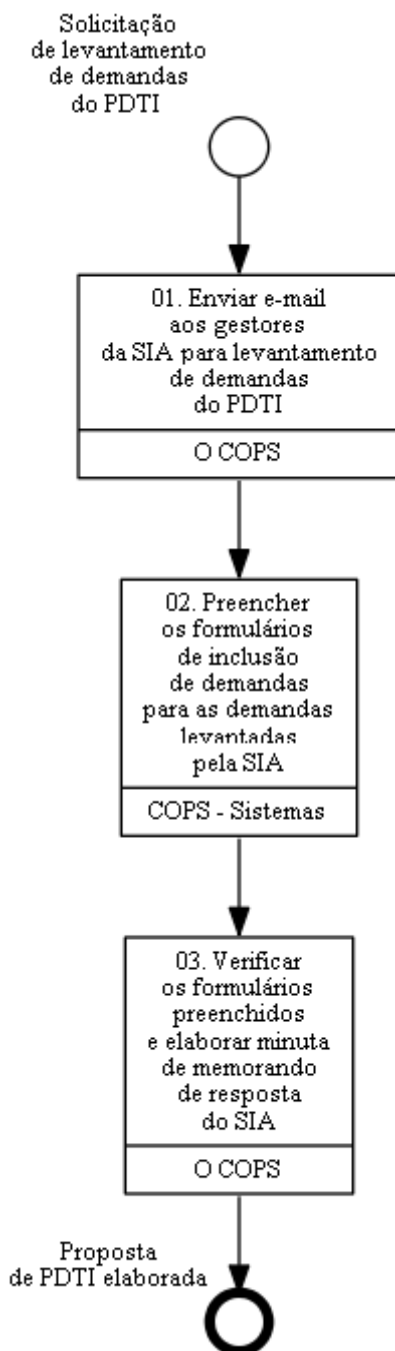 Solicitação
de levantamento
de demandas
do PDTI
01. Enviar e-mail
aos gestores
da SIA para levantamento
de demandas
do PDTI
O COPS
02. Preencher
os formulários
de inclusão
de demandas
para as demandas
levantadas
pela SIA
COPS - Sistemas
03. Verificar
os formulários
preenchidos
e elaborar minuta
de memorando
de resposta
do SIA
O COPS
Proposta
de PDTI elaborada